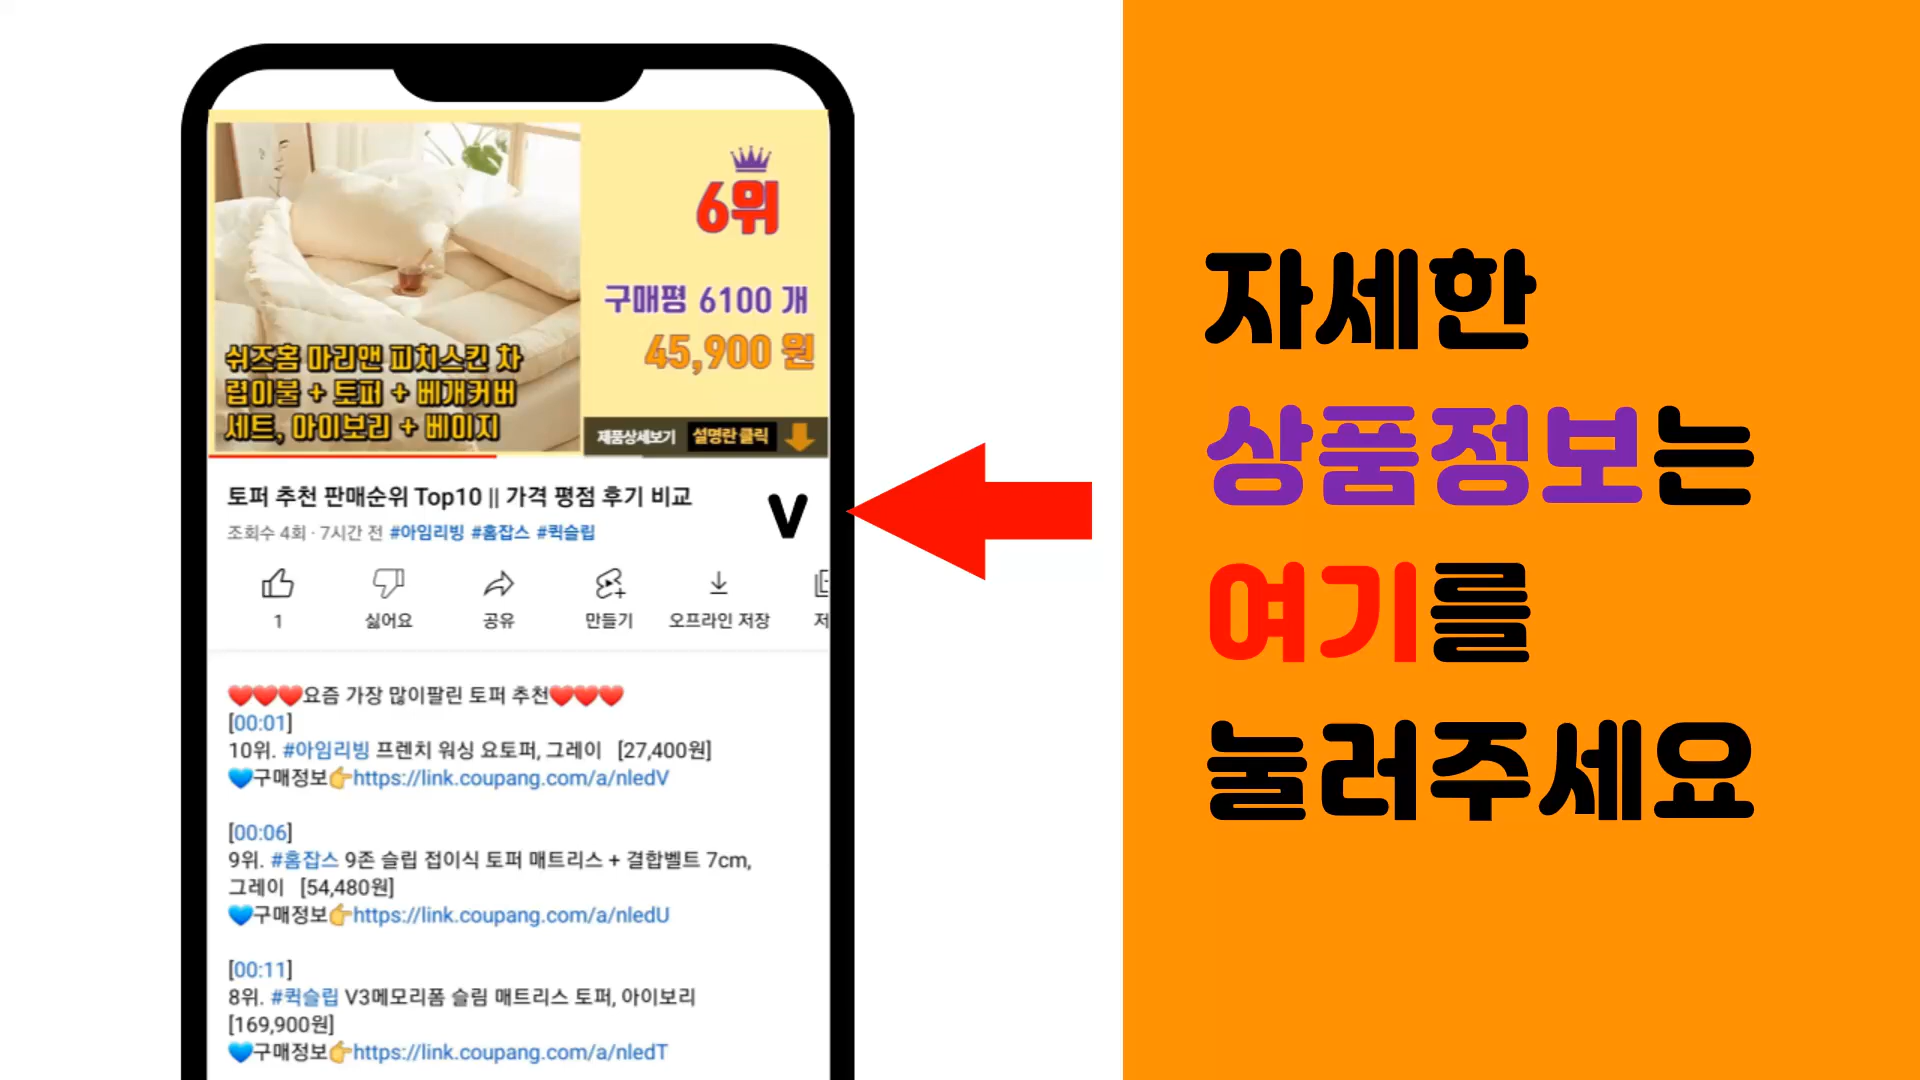 6위
구매평 6100 개
45,900 원
쉬즈홈 마리앤 피치스킨 차
렵이불 + 토퍼 + 베개커버
세트, 아이보리 + 베이지
제품상세보기 설명란 클릭
토퍼 추천 판매순위 Top10 || 가격 평점 후기 비교
V
조회수 4회 · 7시간 전 #아임리빙 #홈잡스 #퀵슬립
1 싫어요 공유 만들기 오프라인 저장 저
❤️❤️❤️요즘 가장 많이팔린 토퍼 추천❤️❤️❤️
[00:01]
10위. #아임리빙 프렌치 워싱 요토퍼, 그레이 [27,400원]
💙구매정보👉https://link.coupang.com/a/nledV
[00:06]
9위. #홈잡스 9존 슬립 접이식 토퍼 매트리스 + 결합벨트 7cm,
그레이 [54,480원]
💙구매정보👉https://link.coupang.com/a/nledU
[00:11]
8위. #퀵슬립 V3메모리폼 슬림 매트리스 토퍼, 아이보리
[169,900원]
💙구매정보👉https://link.coupang.com/a/nledT
자세한
상품정보는
여기를
눌러주세요